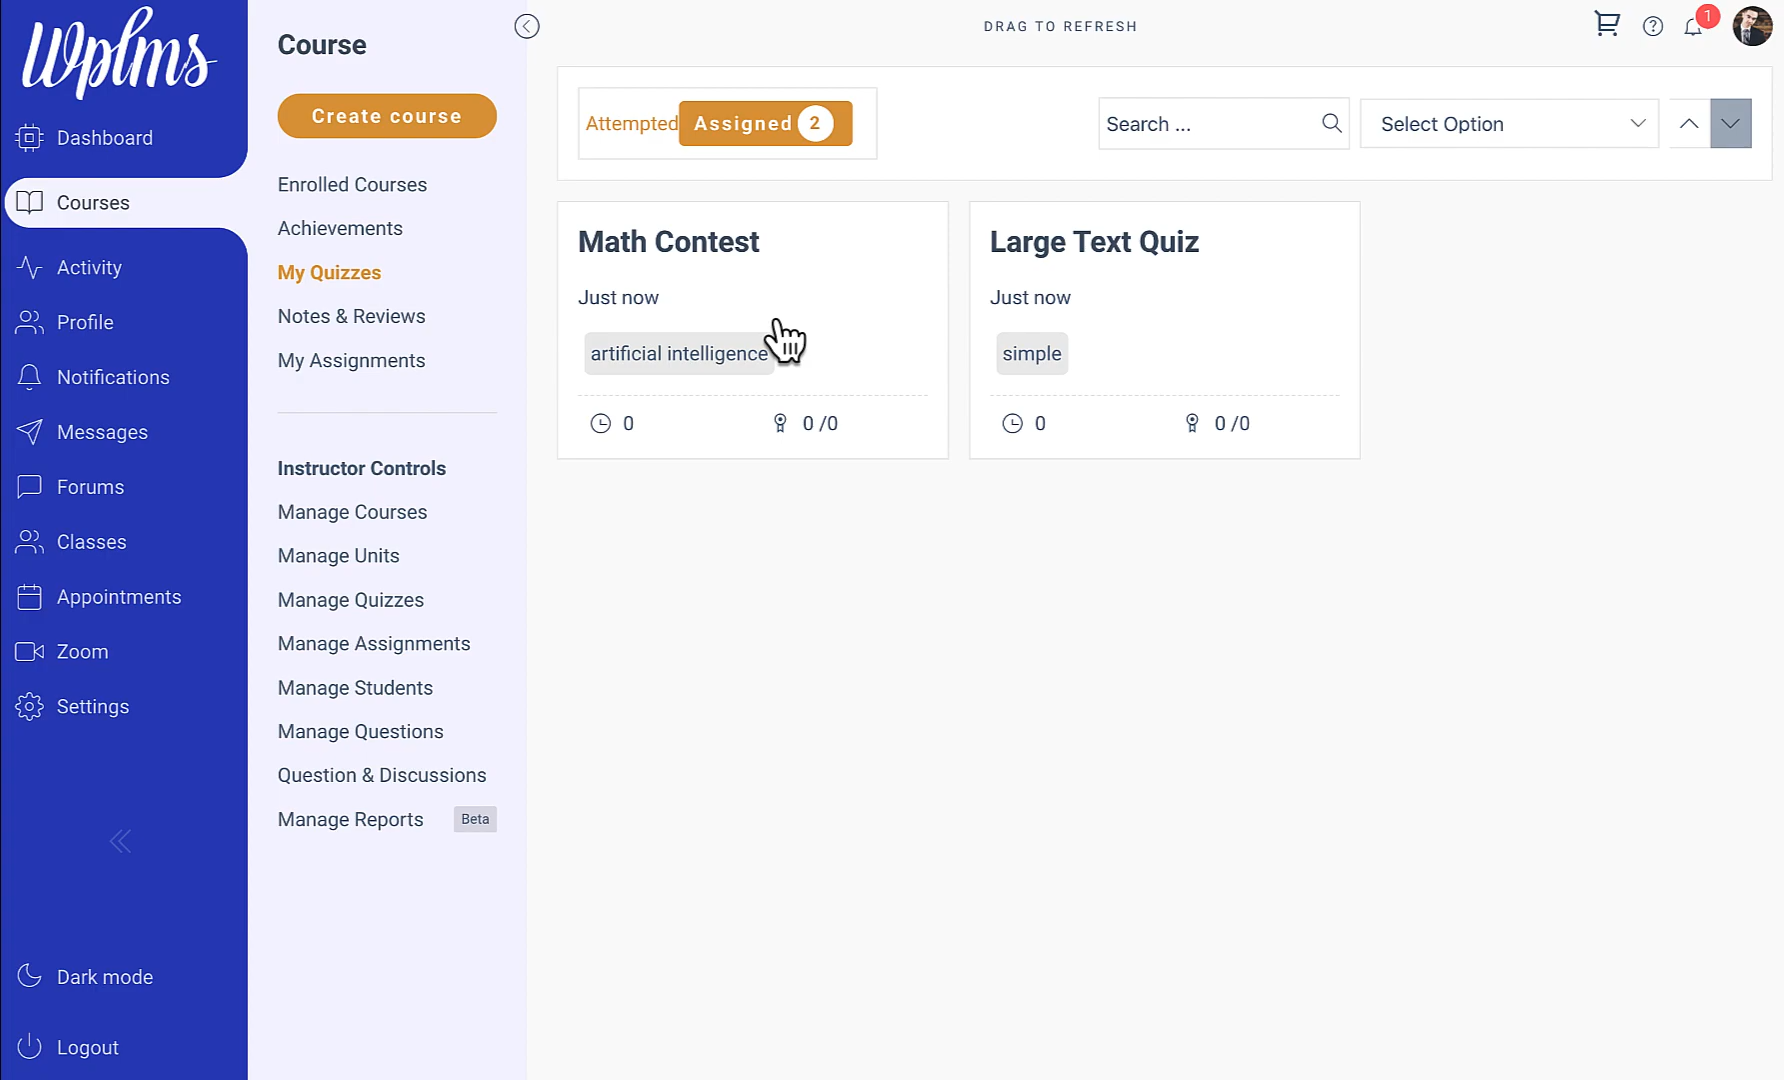 Wplms
Dashboard
Courses
Activity
Profile
Notifications
Messages
Forums
Classes
Appointments
Zoom
Settings
Dark mode
Logout
Course
Create course
Enrolled Courses
Achievements
My Quizzes
Notes & Reviews
My Assignments
Instructor Controls
Manage Courses
Manage Units
Manage Quizzes
Manage Assignments
Manage Students
Manage Questions
Question & Discussions
Manage Reports Beta
DRAG TO REFRESH
1
Attempted Assigned 2
Search ...
Select Option
Math Contest
Just now
artificial intelligence
0 0 /0
Large Text Quiz
Just now
simple
0 0 /0